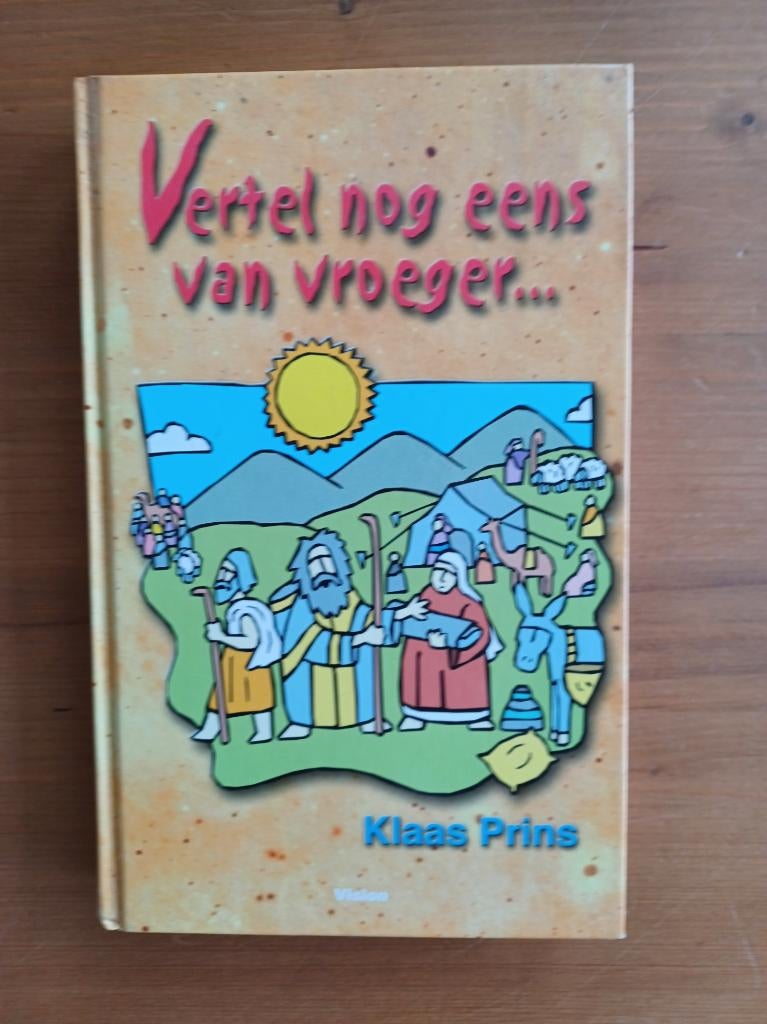 Vertel nog eens
van vroeger...
Klaas Prins
Vision